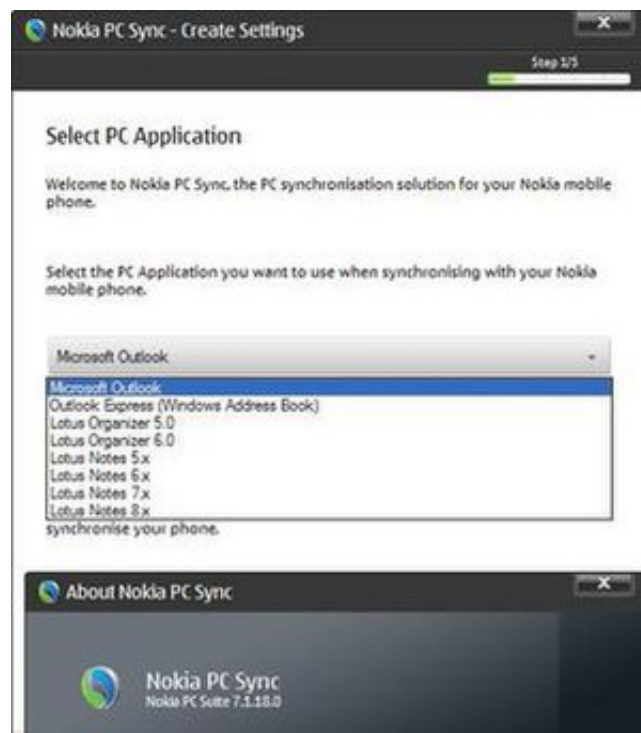 Nokia PC Sync - Create Settings
Step 1/5
Select PC Application
Welcome to Nokia PC Sync, the PC synchronisation solution for your Nokia mobile
phone.
Select the PC Application you want to use when synchronising with your Nokia
mobile phone.
Microsoft Outlook
Microsoft Outlook
Outlook Express (Windows Address Book)
Lotus Organizer 5.0
Lotus Organizer 6.0
Lotus Notes 5.x
Lotus Notes 6.x
Lotus Notes 7.x
Lotus Notes 8.x
synchronise your phone.
About Nokia PC Sync
Nokia PC Sync
Nokia PC Suite 7.1.18.0